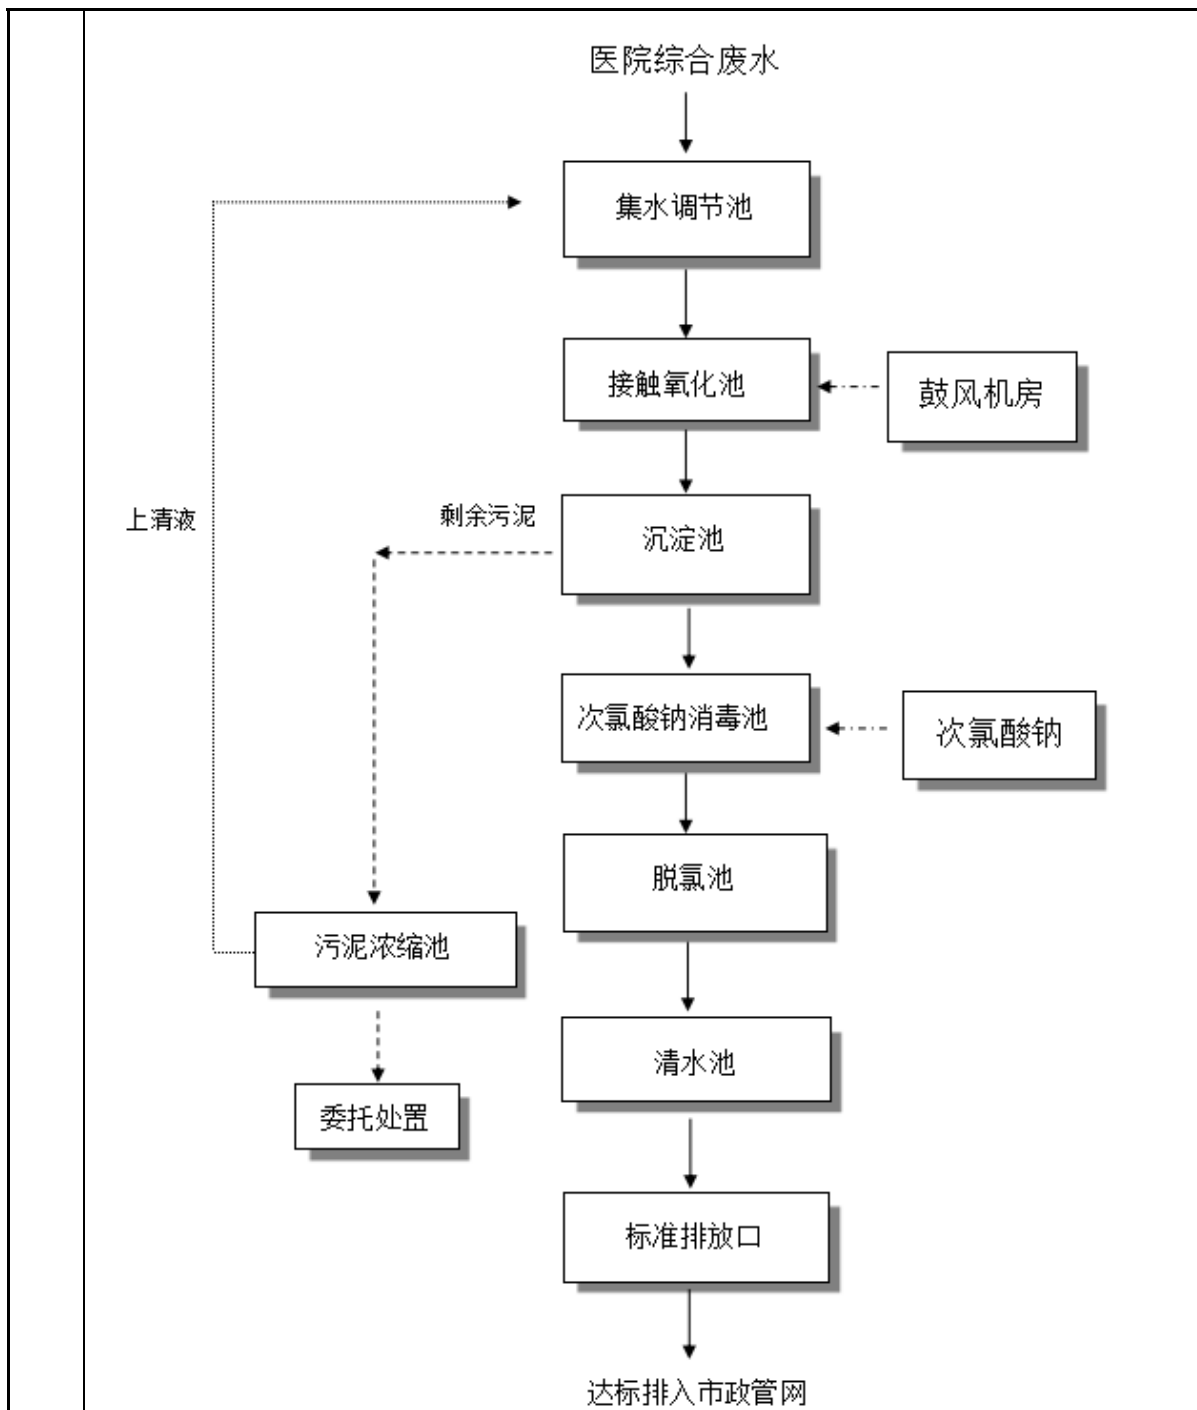 医院综合废水
集水调节池
接触氧化池
鼓风机房
上清液
剩余污泥
沉淀池
次氯酸钠消毒池
次氯酸钠
脱氯池
污泥浓缩池
清水池
委托处置
标准排放口
达标排入市政管网